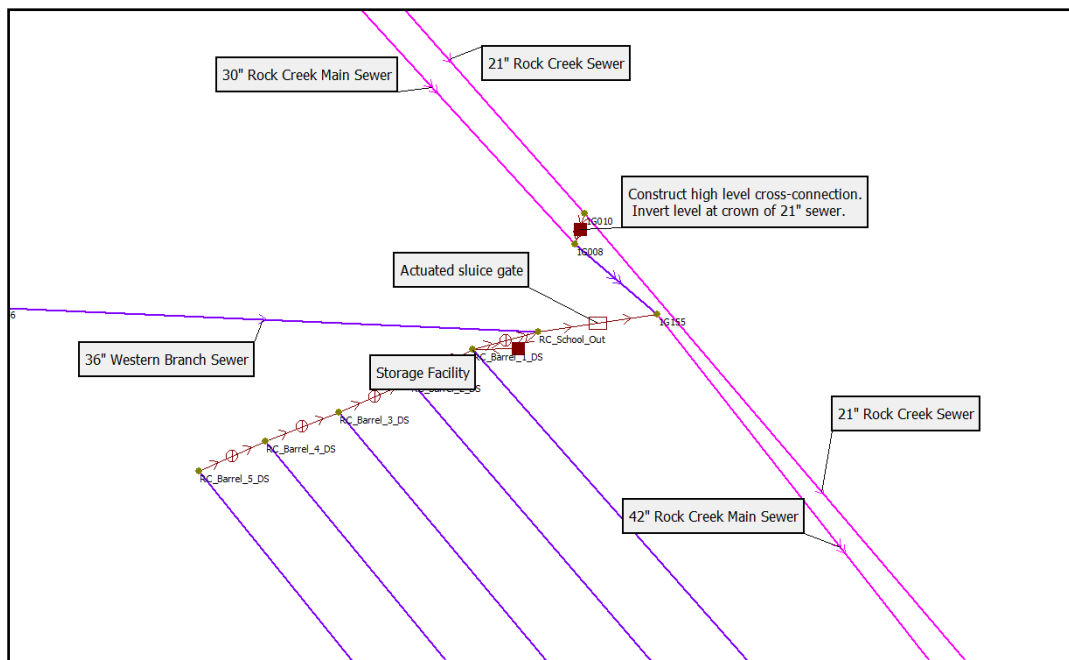 21" Rock Creek Sewer
30" Rock Creek Main Sewer
Construct high level cross-connection.
Invert level at crown of 21" sewer.
1G010
1G008
Actuated sluice gate
6
1G155
RC_School_Out
36" Western Branch Sewer
RC_Barrel_1_DS
Storage Facility
RC_Barrel_3_DS
21" Rock Creek Sewer
RC_Barrel_4_DS
RC_Barrel_5_DS
42" Rock Creek Main Sewer